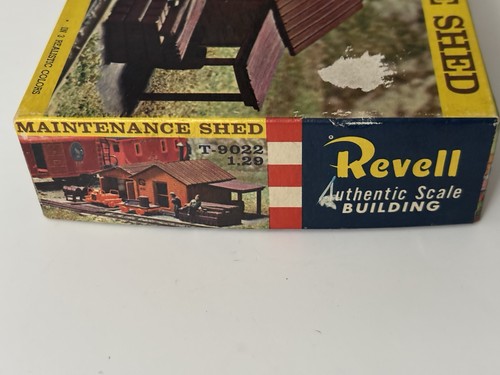 • IN 3 REALISTIC COLORS
E SHED
MAINTENANCE SHED
T-9022
1.29
Revell
Authentic Scale
BUILDING